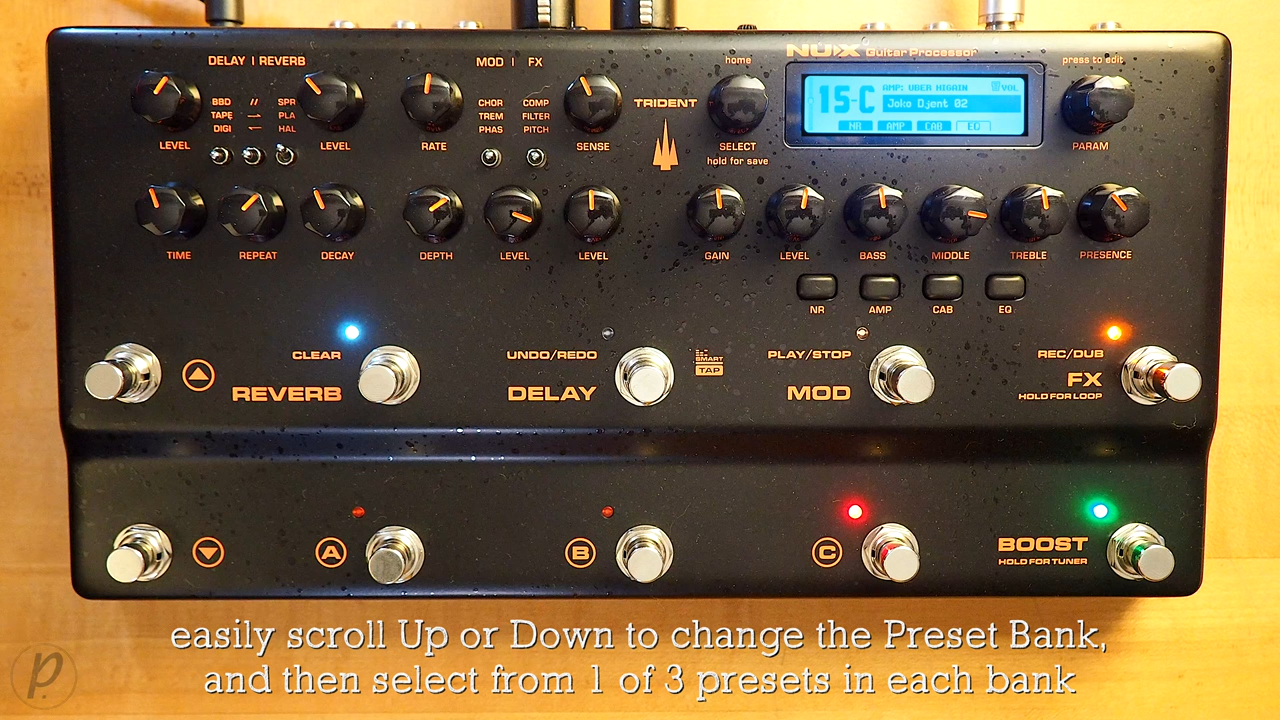 NUX Guitar Processor
DELAY | REVERB
MOD | FX
home
press to edit
BBD // SPR
TAPE PLA
DIGI HAL
CHOR COMP
TREM FILTER
PHAS PITCH
TRIDENT
15-C
AMP: UBER HIGAIN VOL
Joko Djent 02
NR AMP CAB EQ
LEVEL LEVEL RATE SENSE SELECT PARAM
hold for save
TIME REPEAT DECAY DEPTH LEVEL LEVEL GAIN LEVEL BASS MIDDLE TREBLE PRESENCE
NR AMP CAB EQ
CLEAR UNDO/REDO SMART PLAY/STOP REC/DUB
TAP
REVERB DELAY MOD FX
HOLD FOR LOOP
A B C BOOST
HOLD FOR TUNER
easily scroll Up or Down to change the Preset Bank,
and then select from 1 of 3 presets in each bank
p